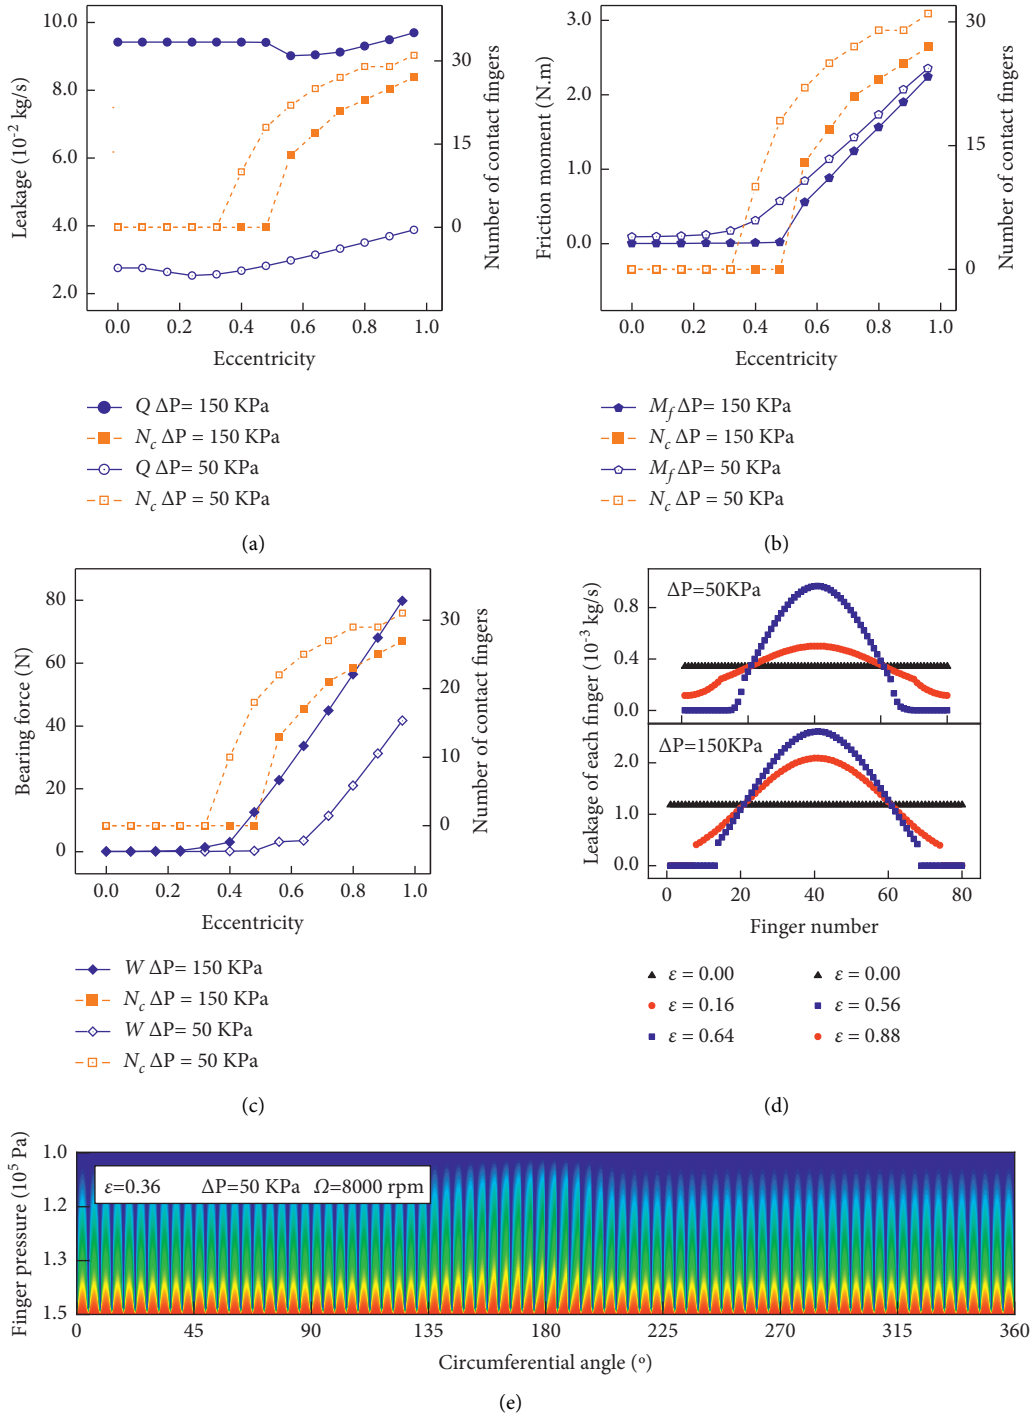 10.0
8.0
6.0
4.0
2.0
Leakage (10⁻² kg/s)
30
15
0
Number of contact fingers
0.0 0.2 0.4 0.6 0.8 1.0
Eccentricity
Q ΔP = 150 KPa
N_c ΔP = 150 KPa
Q ΔP= 50 KPa
N_c ΔP = 50 KPa
(a)
3.0
2.0
1.0
0.0
Friction moment (N.m)
30
15
0
Number of contact fingers
0.0 0.2 0.4 0.6 0.8 1.0
Eccentricity
M_f ΔP= 150 KPa
N_c ΔP = 150 KPa
M_f ΔP= 50 KPa
N_c ΔP = 50 KPa
(b)
80
60
40
20
0
Bearing force (N)
30
20
10
0
Number of contact fingers
0.0 0.2 0.4 0.6 0.8 1.0
Eccentricity
W ΔP= 150 KPa
N_c ΔP = 150 KPa
W ΔP= 50 KPa
N_c ΔP = 50 KPa
(c)
ΔP=50KPa
0.8
0.4
0.0
ΔP=150KPa
2.0
1.0
0.0
Leakage of each finger (10⁻³ kg/s)
0 20 40 60 80
1
Finger number
ε = 0.00
ε = 0.16
ε = 0.64
ε = 0.00
ε = 0.56
ε = 0.88
(d)
1.0
1.2
1.3
1.5
Finger pressure (10⁵ Pa)
ε=0.36 ΔP=50 KPa Ω=8000 rpm
0 45 90 135 180 225 270 315 360
Circumferential angle (º)
(e)